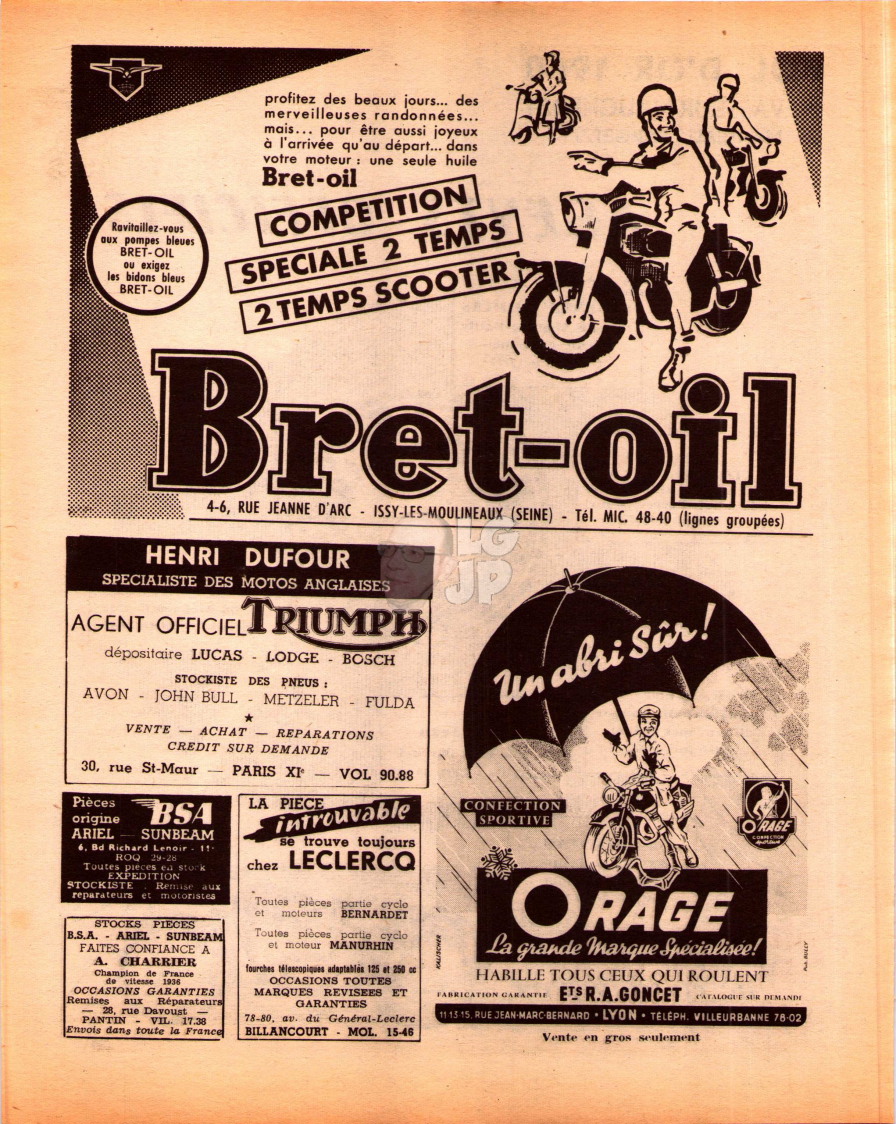 profitez des beaux jours... des
merveilleuses randonnées...
mais... pour être aussi joyeux
à l'arrivée qu'au départ... dans
votre moteur : une seule huile
Bret-oil
COMPETITION
SPECIALE 2 TEMPS
2 TEMPS SCOOTER
Ravitaillez-vous
aux pompes bleues
BRET-OIL
ou exigez
les bidons bleus
BRET-OIL
Bret-oil
4-6, RUE JEANNE D'ARC - ISSY-LES-MOULINEAUX (SEINE) - Tél. MIC. 48-40 (lignes groupées)
LG
JP
HENRI DUFOUR
SPECIALISTE DES MOTOS ANGLAISES
AGENT OFFICIEL TRIUMPH
dépositaire LUCAS - LODGE - BOSCH
STOCKISTE DES PNEUS :
AVON - JOHN BULL - METZELER - FULDA
★
VENTE — ACHAT — REPARATIONS
CREDIT SUR DEMANDE
30, rue St-Maur — PARIS XIe — VOL 90.88
Pièces
origine BSA
ARIEL — SUNBEAM
6, Bd Richard Lenoir - 11e
ROQ 29-28
Toutes pièces en stock
EXPEDITION
STOCKISTE : Remise aux
réparateurs et motoristes
STOCKS PIECES
B.S.A. - ARIEL - SUNBEAM
FAITES CONFIANCE A
A. CHARRIER
Champion de France
de vitesse 1936
OCCASIONS GARANTIES
Remises aux Réparateurs
— 28, rue Davoust —
PANTIN - VIL. 17.38
Envois dans toute la France
LA PIECE
introuvable
se trouve toujours
chez LECLERCQ
Toutes pièces partie cycle
et moteurs BERNARDET
Toutes pièces partie cycle
et moteur MANURHIN
fourches télescopiques adaptables 125 et 250 cc
OCCASIONS TOUTES
MARQUES REVISEES ET
GARANTIES
78-80, av. du Général-Leclerc
BILLANCOURT - MOL. 15-46
Un abri Sûr !
CONFECTION
SPORTIVE
ORAGE
CONFECTION
SPORTIVE
ORAGE
La grande Marque Spécialisée!
KALISCHER
Pub. BULLY
HABILLE TOUS CEUX QUI ROULENT
FABRICATION GARANTIE ETS R.A.GONCET CATALOGUE SUR DEMANDE
11-13-15, RUE JEAN-MARC-BERNARD • LYON • TÉLÉPH. VILLEURBANNE 78-02
Vente en gros seulement